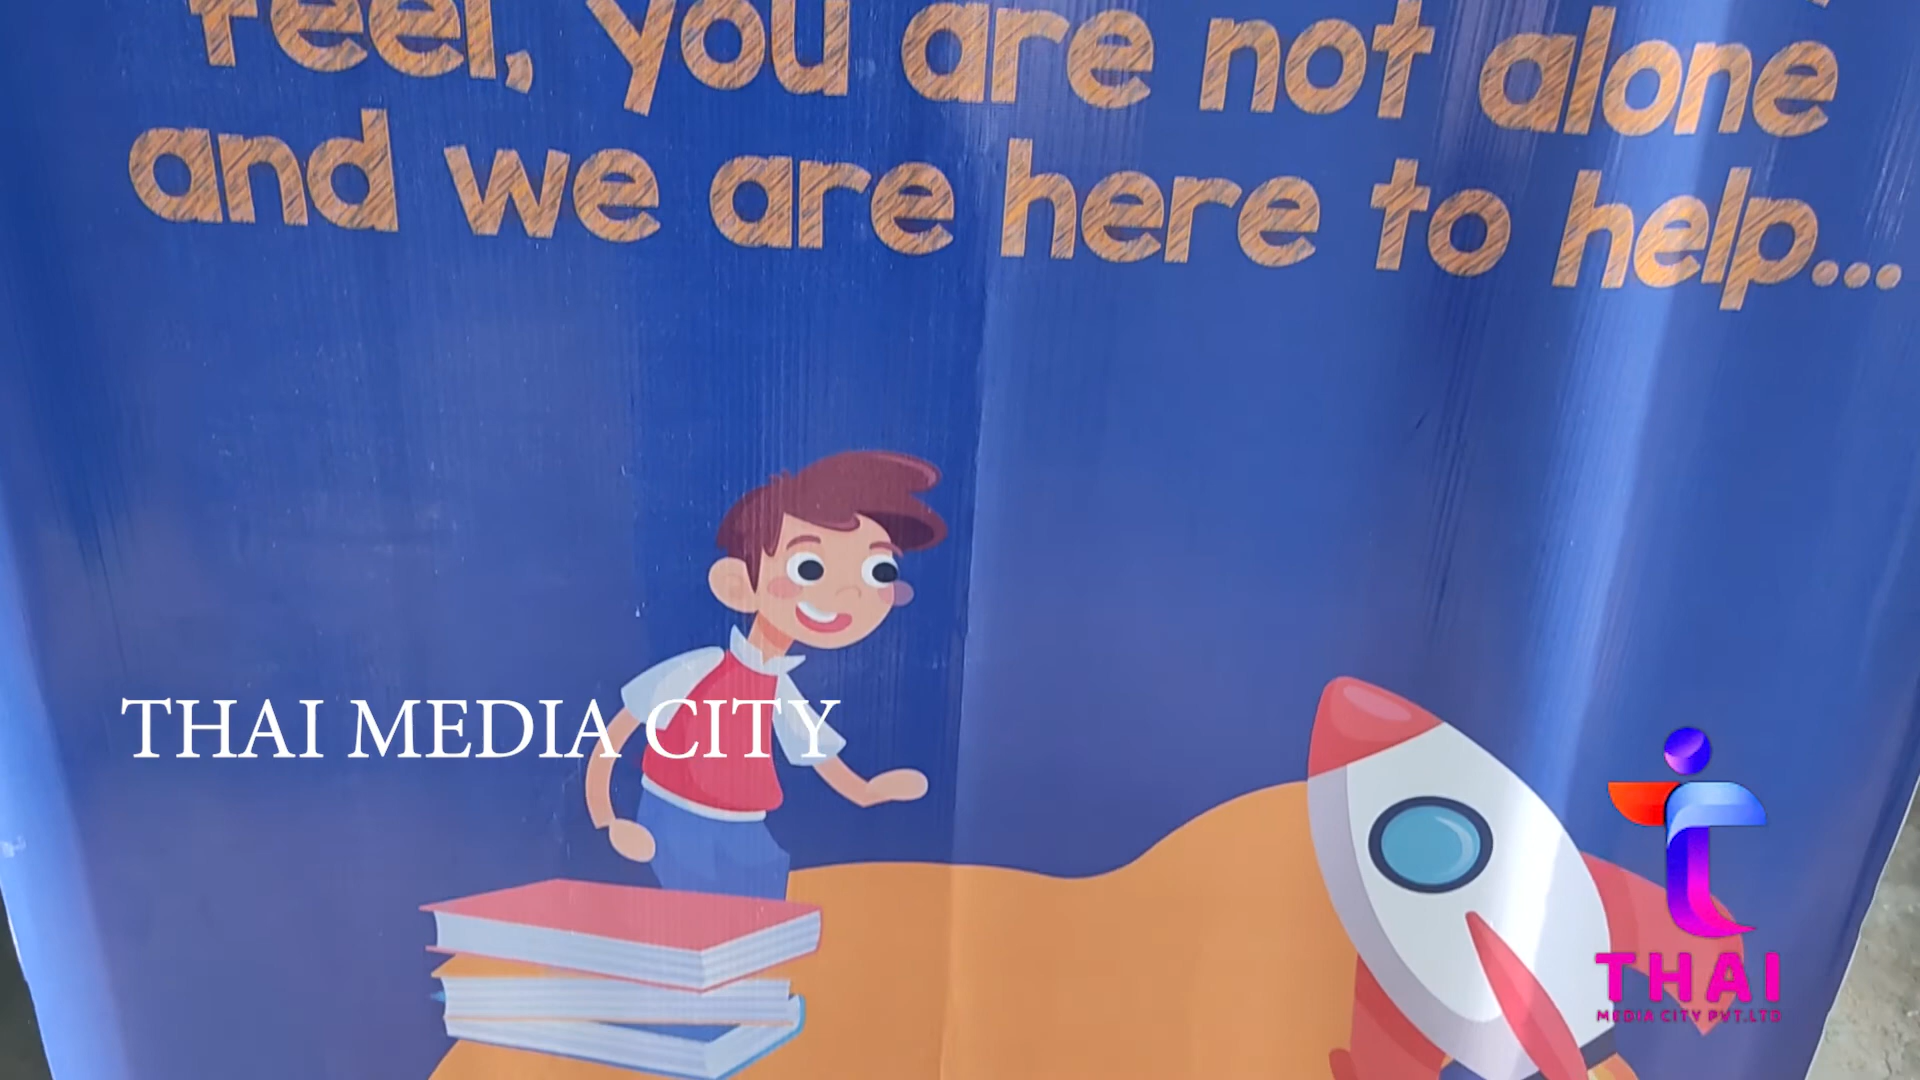 feel, you are not alone
and we are here to help...
THAI MEDIA CITY
THAI
MEDIA CITY PVT.LTD